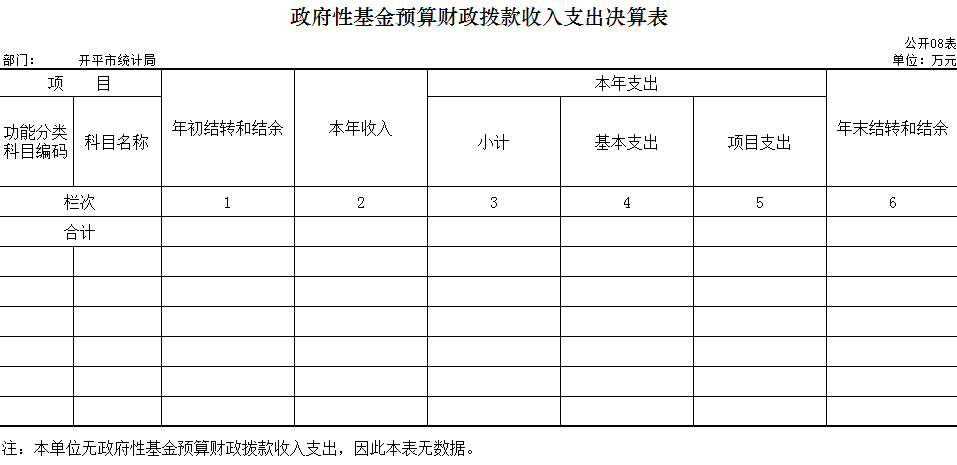 政府性基金预算财政拨款收入支出决算表
公开08表
部门： 开平市统计局 单位：万元
项 目 年初结转和结余 本年收入 本年支出 年末结转和结余
功能分类科目编码 科目名称 小计 基本支出 项目支出
栏次 1 2 3 4 5 6
合计
注：本单位无政府性基金预算财政拨款收入支出，因此本表无数据。